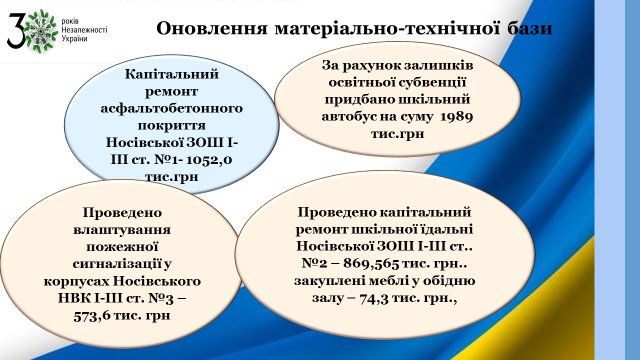 30 років
Незалежності
України
Оновлення матеріально-технічної бази
Капітальний
ремонт
асфальтобетонного
покриття
Носівської ЗОШ І-
ІІІ ст. №1- 1052,0
тис.грн
За рахунок залишків
освітньої субвенції
придбано шкільний
автобус на суму 1989
тис.грн
Проведено
влаштування
пожежної
сигналізації у
корпусах Носівського
НВК І-ІІІ ст. №3 –
573,6 тис. грн
Проведено капітальний
ремонт шкільної їдальні
Носівської ЗОШ І-ІІІ ст..
№2 – 869,565 тис. грн..
закуплені меблі у обідню
залу – 74,3 тис. грн.,